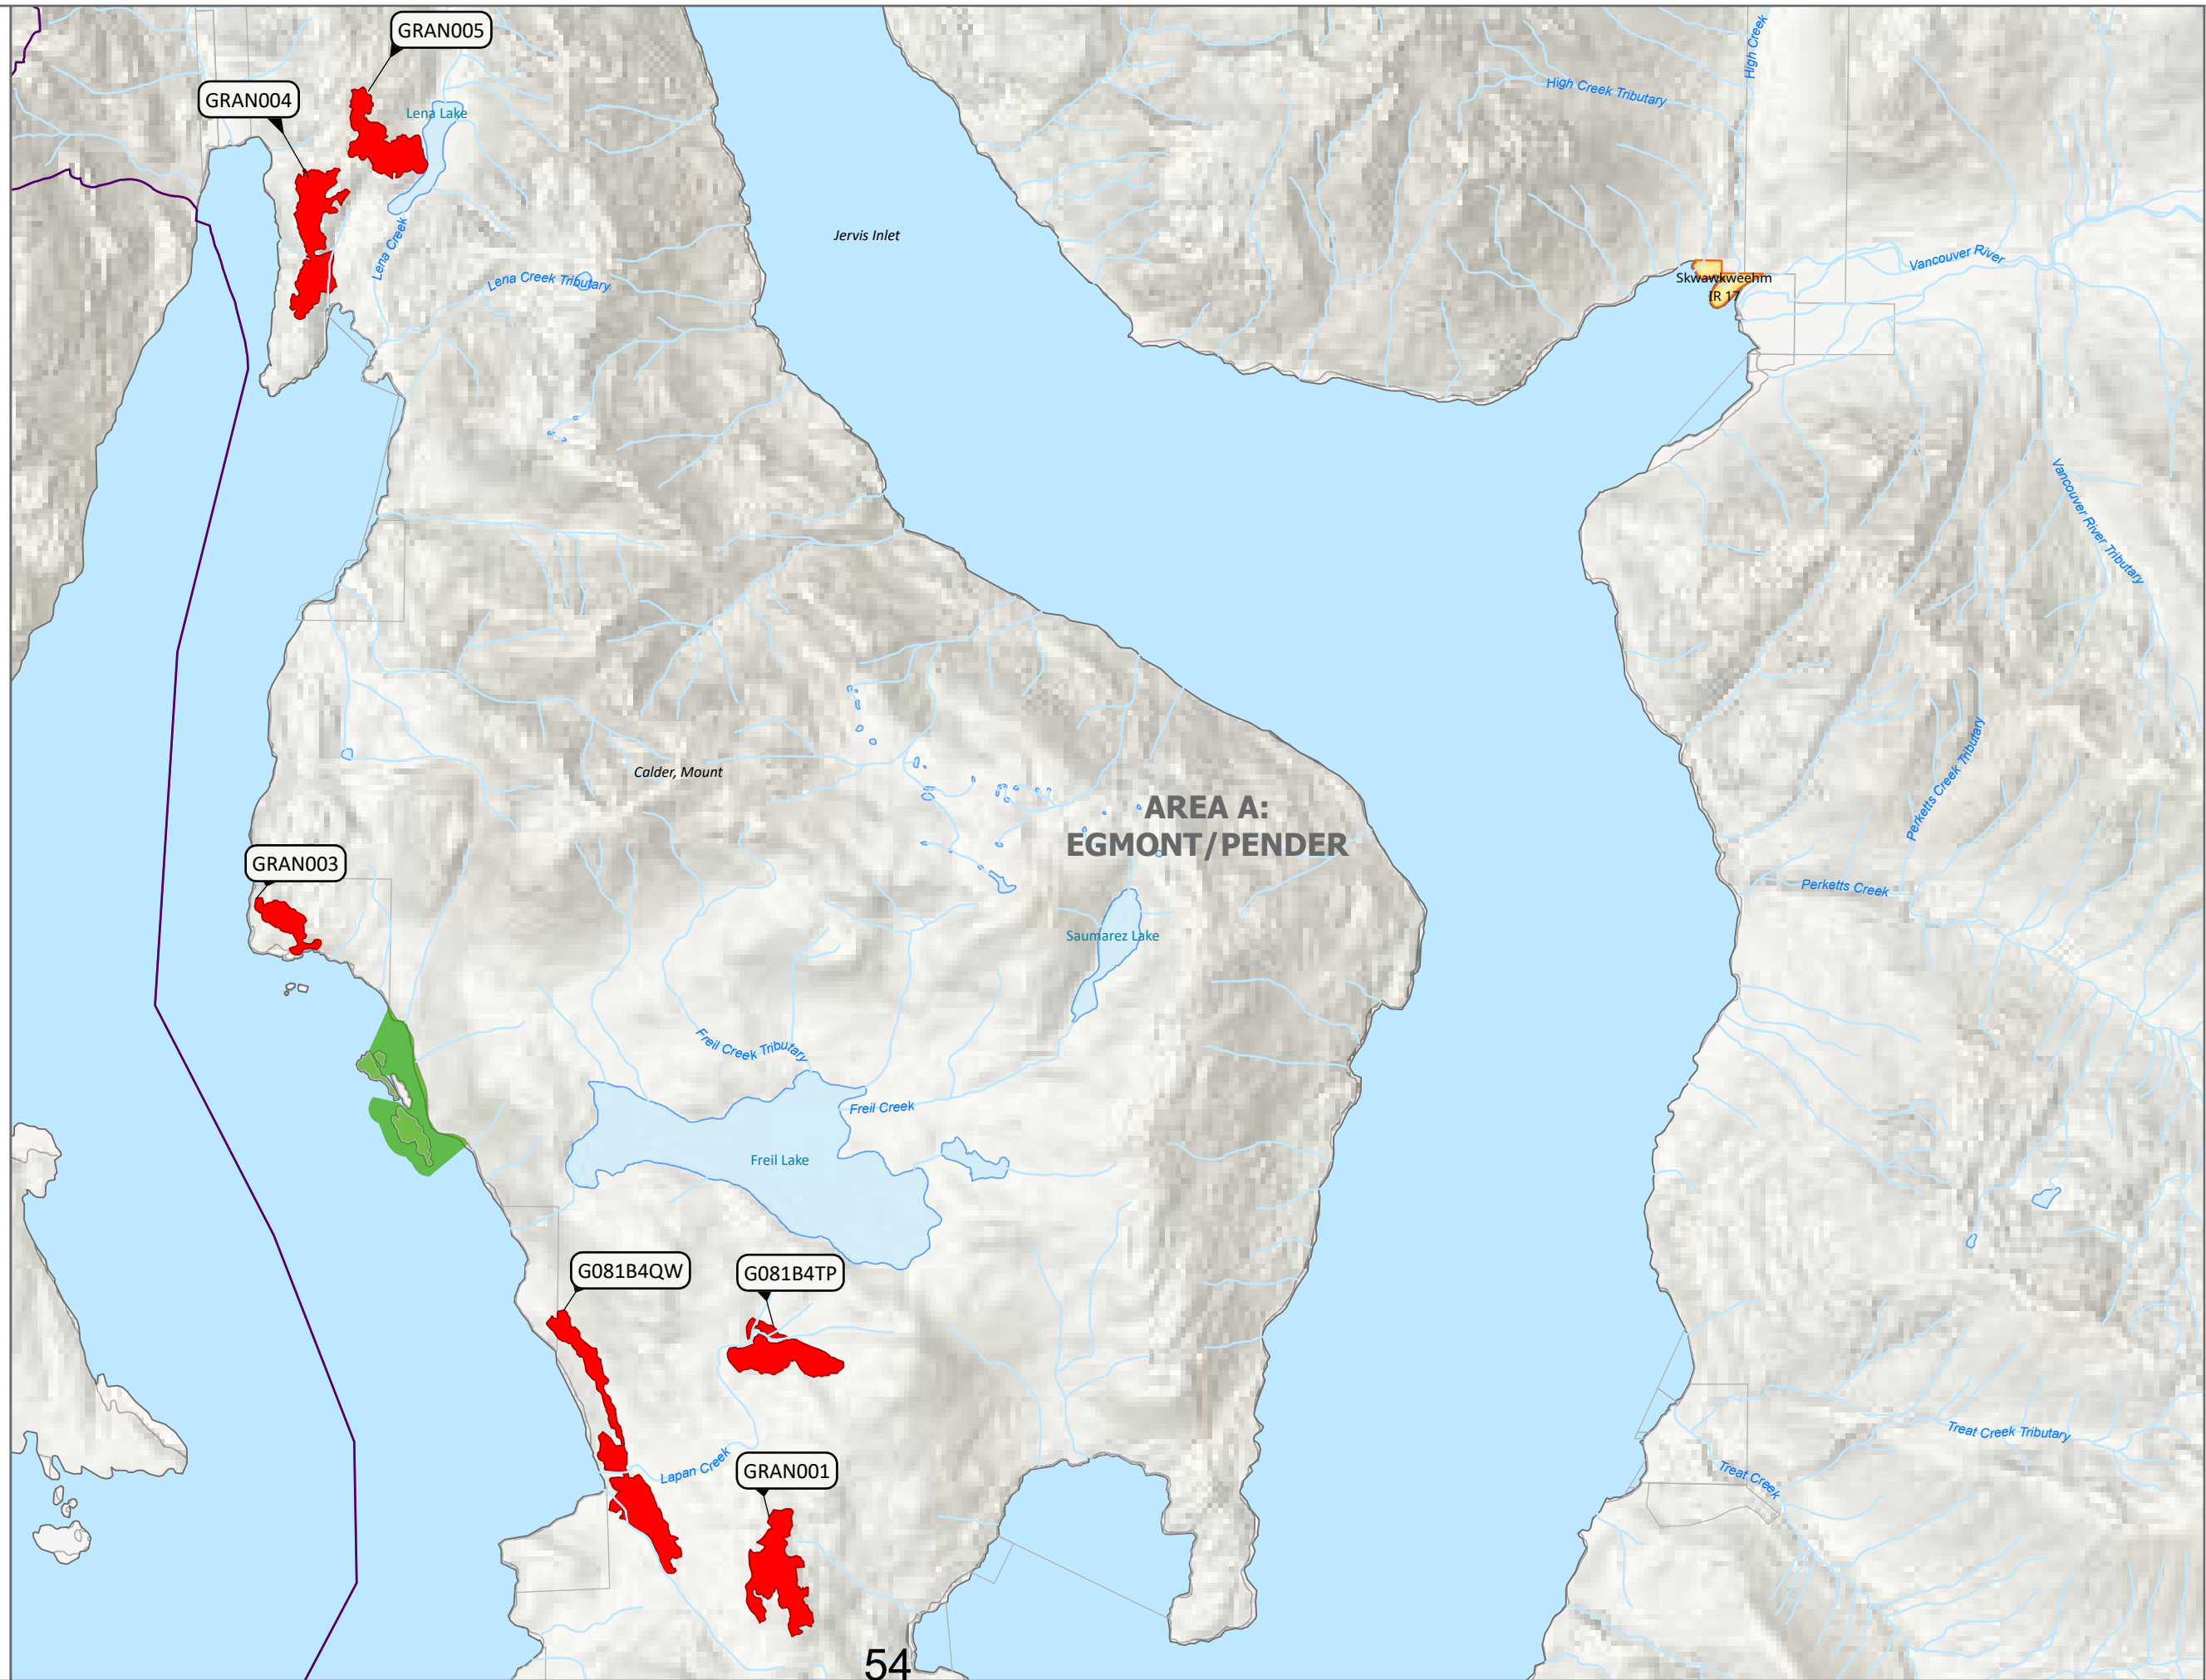 GRAN005
High Creek
High Creek Tributary
GRAN004
Lena Lake
Jervis Inlet
Lena Creek
Vancouver River
Lena Creek Tributary
Skwawkweehm
IR 17
Vancouver River Tributary
Calder, Mount
Perketts Creek Tributary
AREA A:
EGMONT/PENDER
GRAN003
Perketts Creek
Saumarez Lake
Freil Creek Tributary
Freil Creek
Freil Lake
G081B4QW
G081B4TP
Treat Creek Tributary
Lapan Creek
GRAN001
Treat Creek
54